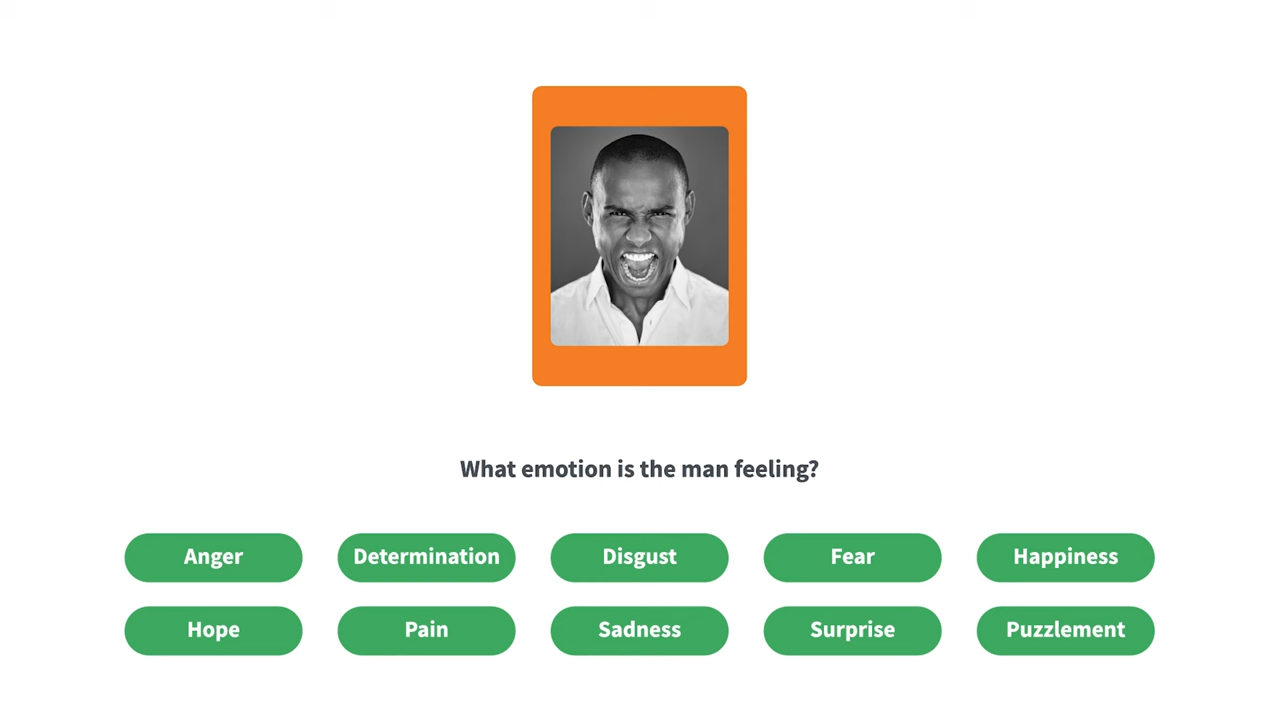 What emotion is the man feeling?
Anger Determination Disgust Fear Happiness
Hope Pain Sadness Surprise Puzzlement